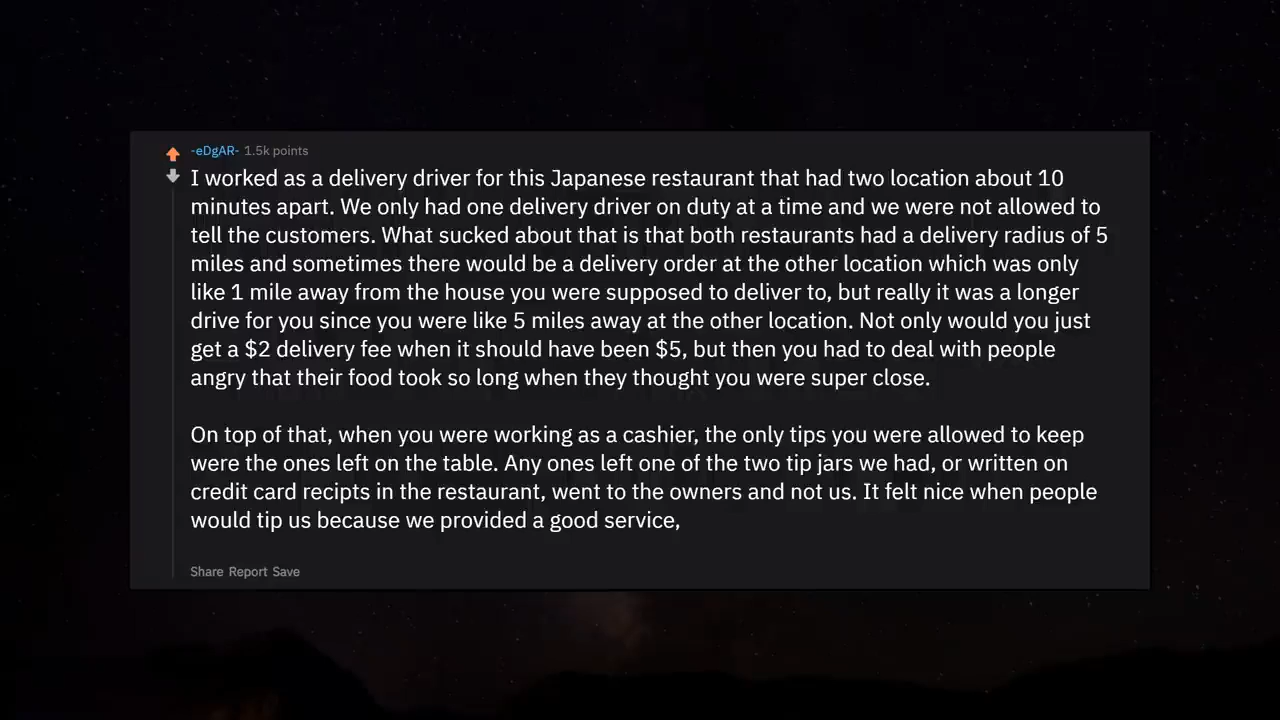 -eDgAR- 1.5k points
I worked as a delivery driver for this Japanese restaurant that had two location about 10
minutes apart. We only had one delivery driver on duty at a time and we were not allowed to
tell the customers. What sucked about that is that both restaurants had a delivery radius of 5
miles and sometimes there would be a delivery order at the other location which was only
like 1 mile away from the house you were supposed to deliver to, but really it was a longer
drive for you since you were like 5 miles away at the other location. Not only would you just
get a $2 delivery fee when it should have been $5, but then you had to deal with people
angry that their food took so long when they thought you were super close.
On top of that, when you were working as a cashier, the only tips you were allowed to keep
were the ones left on the table. Any ones left one of the two tip jars we had, or written on
credit card recipts in the restaurant, went to the owners and not us. It felt nice when people
would tip us because we provided a good service,
Share Report Save